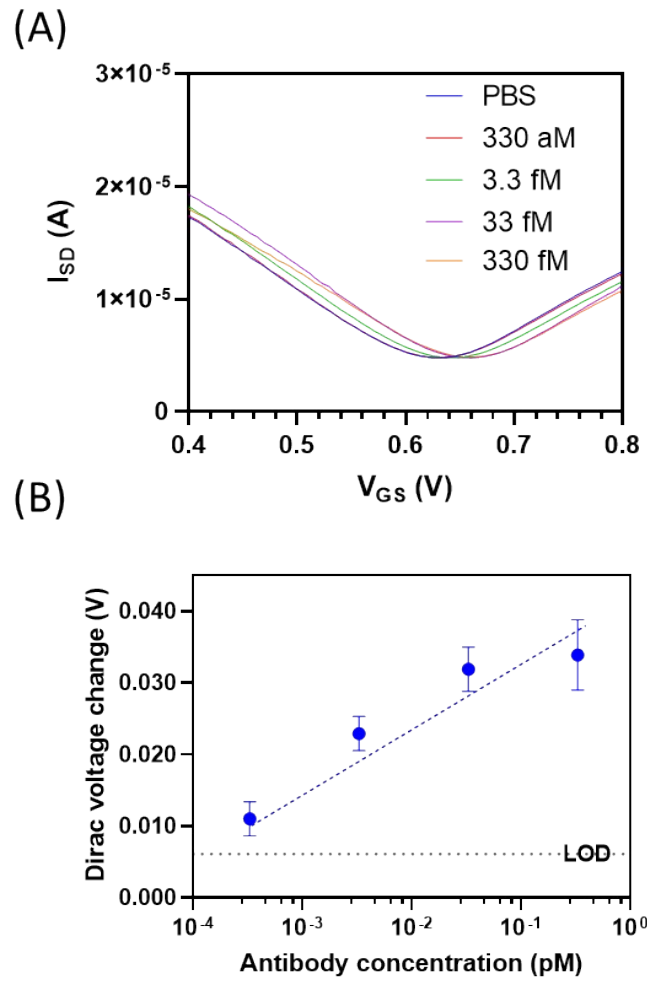 (A)
3×10⁻⁵
2×10⁻⁵
1×10⁻⁵
0
I_SD (A)
PBS
330 aM
3.3 fM
33 fM
330 fM
0.4 0.5 0.6 0.7 0.8
V_GS (V)
(B)
0.040
0.030
0.020
0.010
0.000
Dirac voltage change (V)
LOD
10⁻⁴ 10⁻³ 10⁻² 10⁻¹ 10⁰
Antibody concentration (pM)